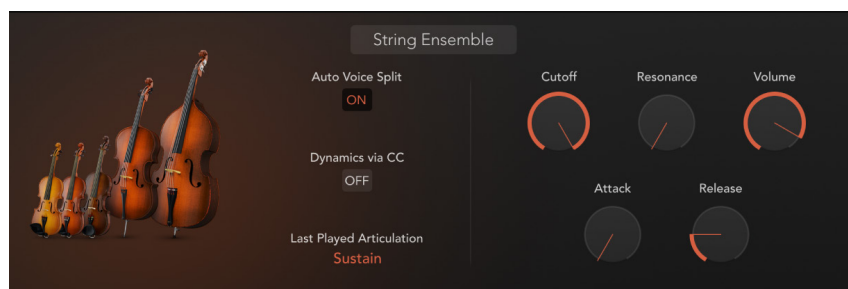 String Ensemble
Auto Voice Split
ON
Dynamics via CC
OFF
Last Played Articulation
Sustain
Cutoff
Resonance
Volume
Attack
Release